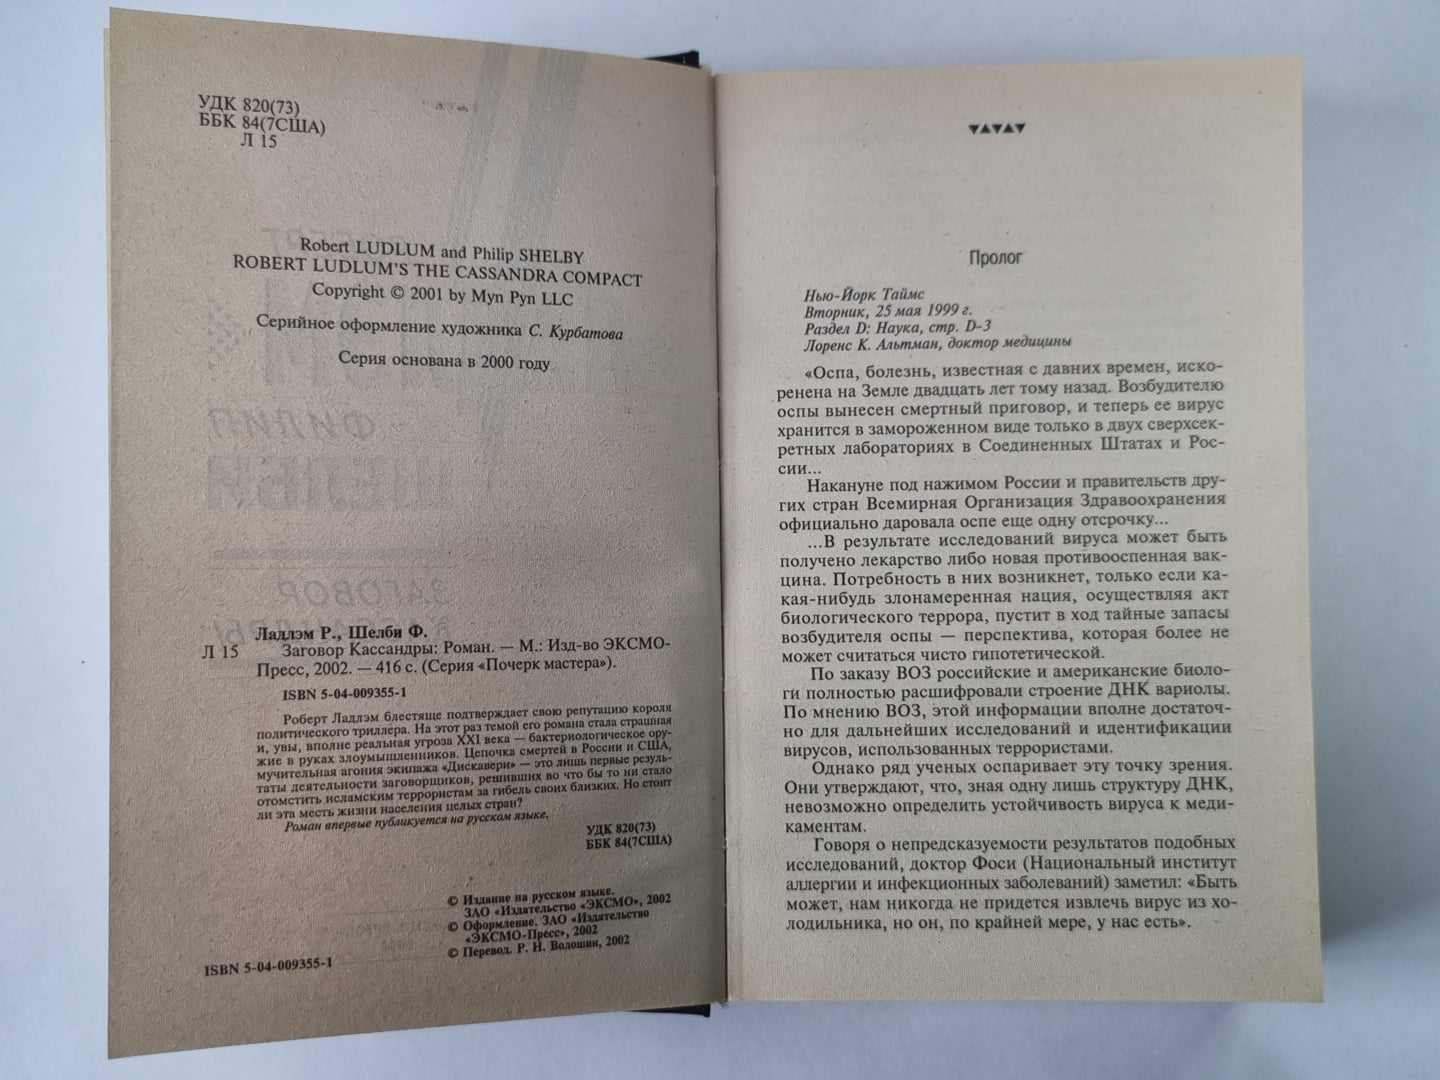 УДК 820(73)
ББК 84(7США)
Л 15
Robert LUDLUM and Philip SHELBY
ROBERT LUDLUM'S THE CASSANDRA COMPACT
Copyright © 2001 by Myn Pyn LLC
Серийное оформление художника С. Курбатова
Серия основана в 2000 году
Ладлэм Р., Шелби Ф.
Л 15 Заговор Кассандры: Роман. — М.: Изд-во ЭКСМО-
Пресс, 2002. — 416 с. (Серия «Почерк мастера»).
ISBN 5-04-009355-1
Роберт Ладлэм блестяще подтверждает свою репутацию короля
политического триллера. На этот раз темой его романа стала страшная
и, увы, вполне реальная угроза XXI века — бактериологическое ору-
жие в руках злоумышленников. Цепочка смертей в России и США,
мучительная агония экипажа «Дискавери» — это лишь первые резуль-
таты деятельности заговорщиков, решивших во что бы то ни стало
отомстить исламским террористам за гибель своих близких. Но стоит
ли эта месть жизни населения целых стран?
Роман впервые публикуется на русском языке.
УДК 820(73)
ББК 84(7США)
© Издание на русском языке.
ЗАО «Издательство «ЭКСМО», 2002
© Оформление. ЗАО «Издательство
«ЭКСМО-Пресс», 2002
© Перевод. Р. Н. Волошин, 2002
ISBN 5-04-009355-1
Пролог
Нью-Йорк Таймс
Вторник, 25 мая 1999 г.
Раздел D: Наука, стр. D-3
Лоренс К. Альтман, доктор медицины
«Оспа, болезнь, известная с давних времен, иско-
ренена на Земле двадцать лет тому назад. Возбудителю
оспы вынесен смертный приговор, и теперь ее вирус
хранится в замороженном виде только в двух сверхсек-
ретных лабораториях в Соединенных Штатах и Рос-
сии...
Накануне под нажимом России и правительств дру-
гих стран Всемирная Организация Здравоохранения
официально даровала оспе еще одну отсрочку...
...В результате исследований вируса может быть
получено лекарство либо новая противооспенная вак-
цина. Потребность в них возникнет, только если ка-
кая-нибудь злонамеренная нация, осуществляя акт
биологического террора, пустит в ход тайные запасы
возбудителя оспы — перспектива, которая более не
может считаться чисто гипотетической.
По заказу ВОЗ российские и американские биоло-
ги полностью расшифровали строение ДНК вариолы.
По мнению ВОЗ, этой информации вполне достаточ-
но для дальнейших исследований и идентификации
вирусов, использованных террористами.
Однако ряд ученых оспаривает эту точку зрения.
Они утверждают, что, зная одну лишь структуру ДНК,
невозможно определить устойчивость вируса к меди-
каментам.
Говоря о непредсказуемости результатов подобных
исследований, доктор Фоси (Национальный институт
аллергии и инфекционных заболеваний) заметил: «Быть
может, нам никогда не придется извлечь вирус из хо-
лодильника, но он, по крайней мере, у нас есть».